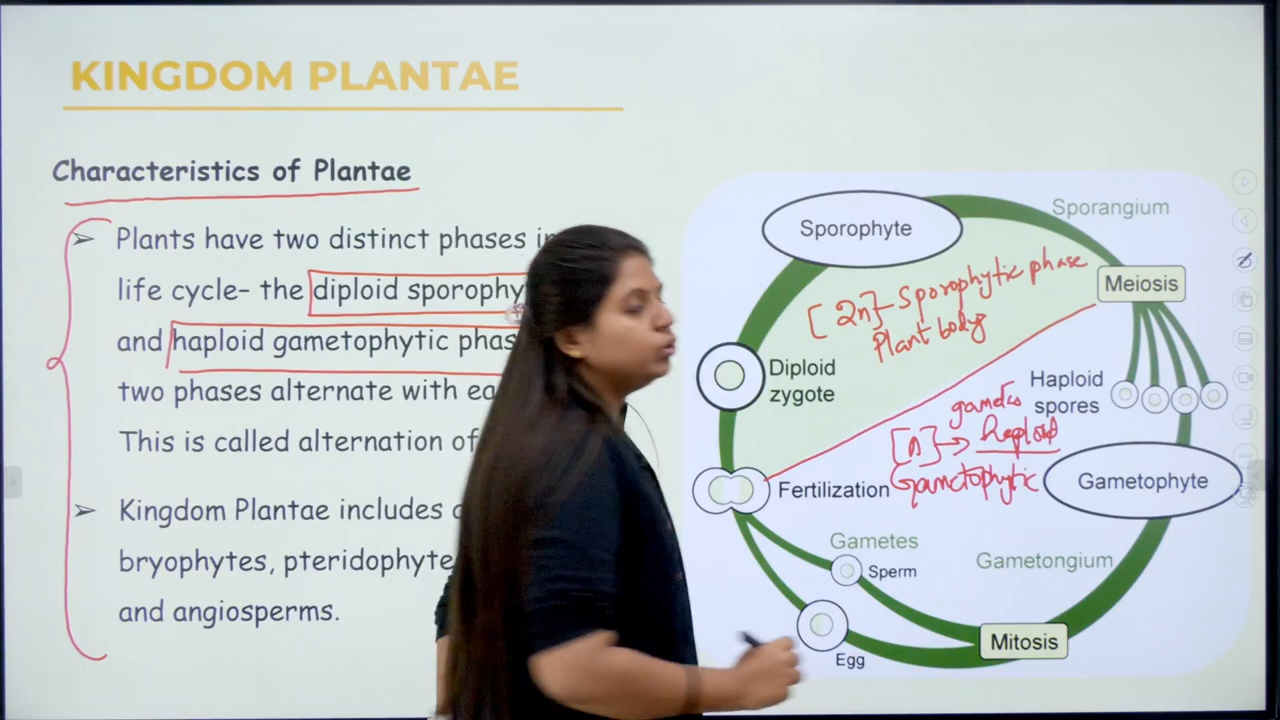 KINGDOM PLANTAE
Characteristics of Plantae
➢ Plants have two distinct phases in
life cycle– the diploid sporophy
and haploid gametophytic phas
two phases alternate with ea
This is called alternation of
➢ Kingdom Plantae includes
bryophytes, pteridophyte
and angiosperms.
Sporophyte
Sporangium
Meiosis
[2n]-Sporophytic phase
Plant body
Diploid
zygote
Haploid
spores
gametes
[n]→ Haploid
Gametophytic
Gametophyte
Fertilization
Gametes
Sperm
Gametongium
Mitosis
Egg